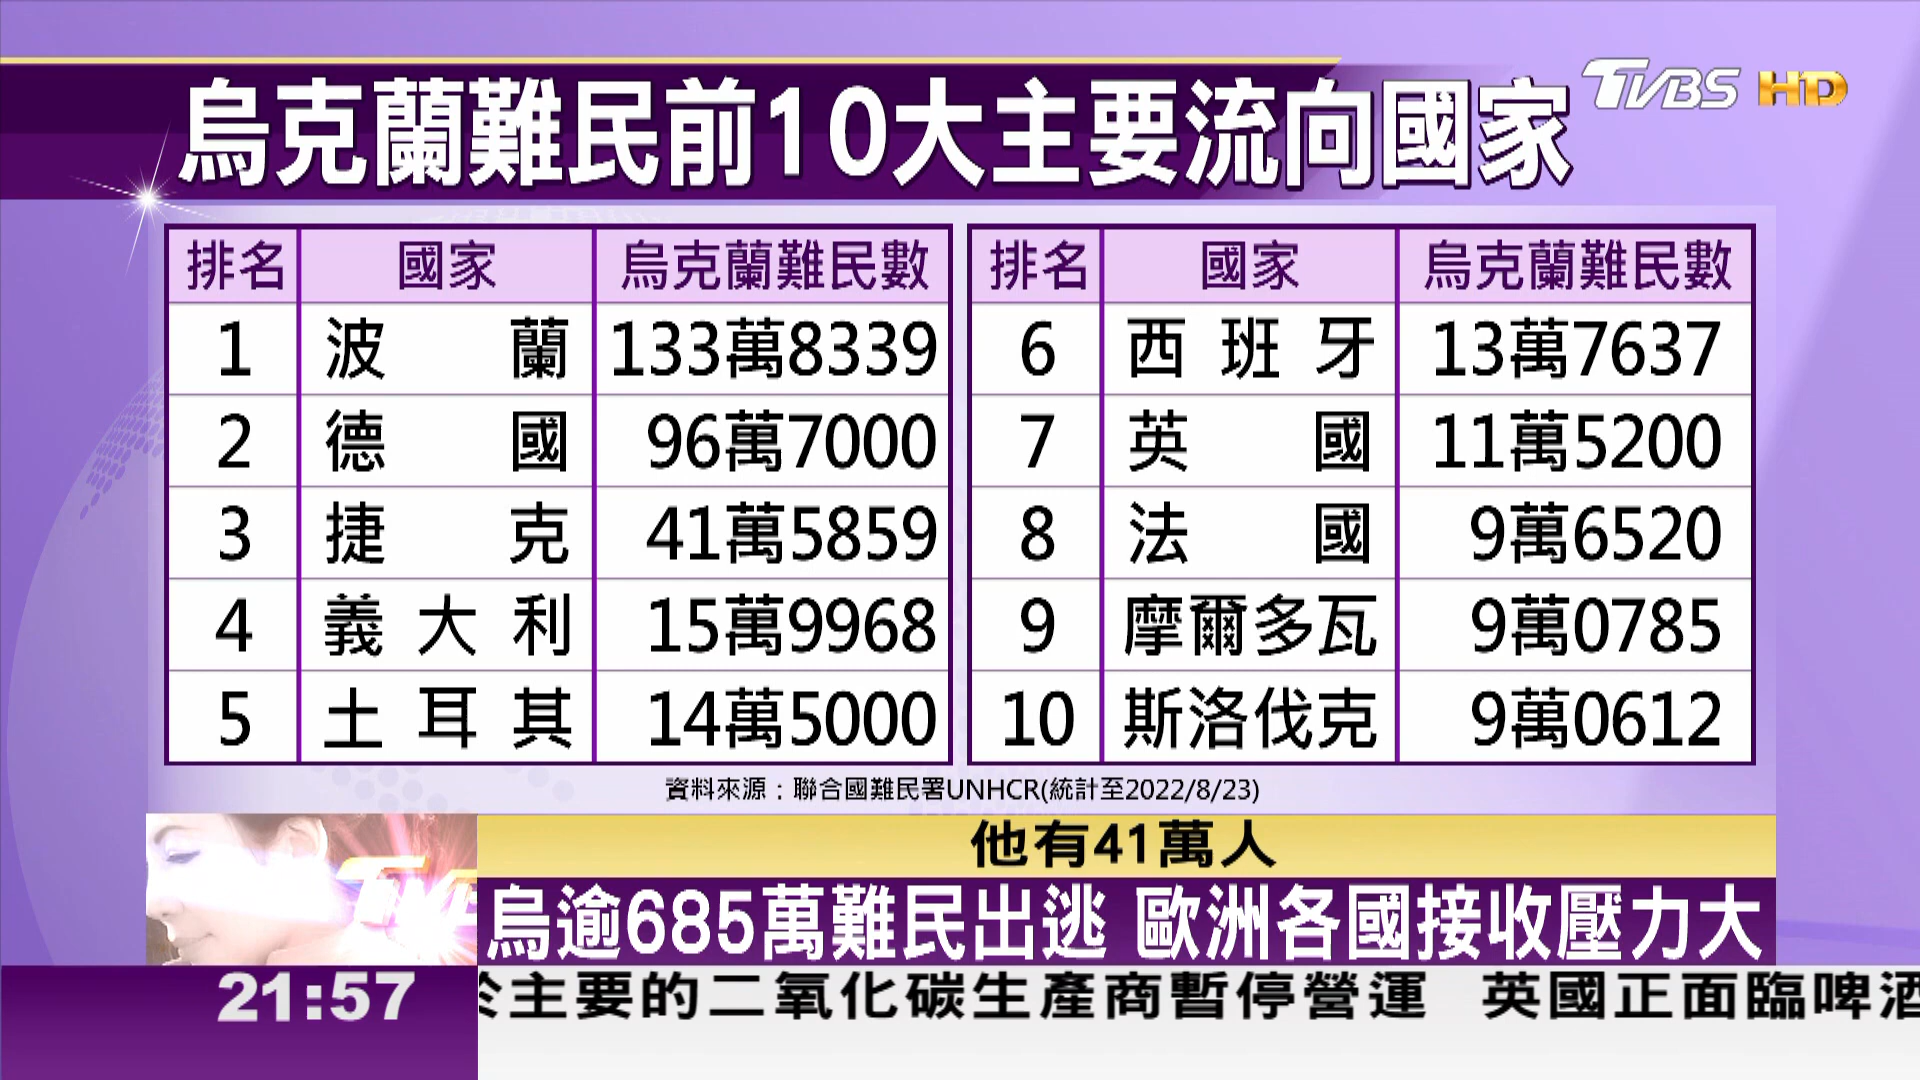 烏克蘭難民前10大主要流向國家
TVBS HD
排名 國家 烏克蘭難民數
1 波蘭 133萬8339
2 德國 96萬7000
3 捷克 41萬5859
4 義大利 15萬9968
5 土耳其 14萬5000
排名 國家 烏克蘭難民數
6 西班牙 13萬7637
7 英國 11萬5200
8 法國 9萬6520
9 摩爾多瓦 9萬0785
10 斯洛伐克 9萬0612
資料來源：聯合國難民署UNHCR(統計至2022/8/23)
他有41萬人
烏逾685萬難民出逃 歐洲各國接收壓力大
21:57
主要的二氧化碳生產商暫停營運 英國正面臨啤酒